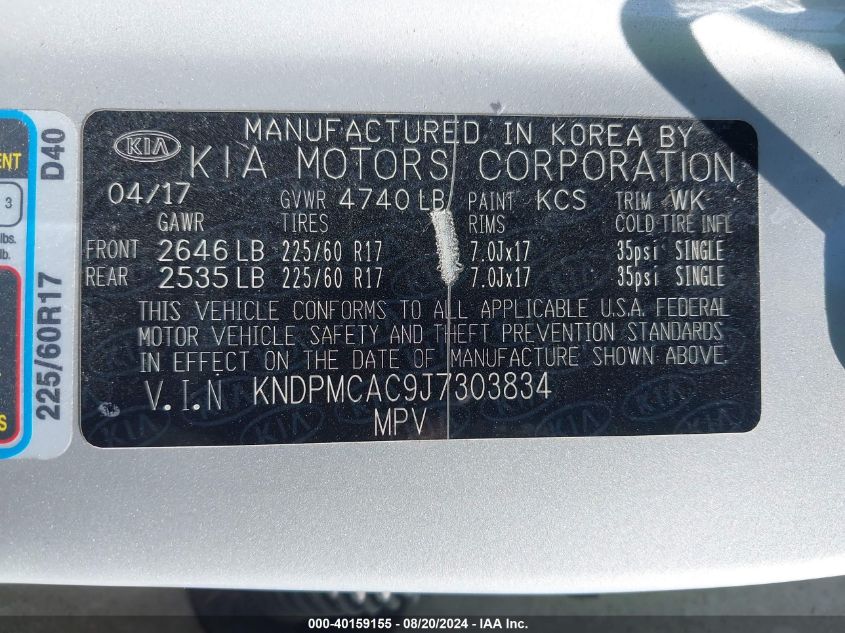 MANUFACTURED IN KOREA BY
KIA KIA MOTORS CORPORATION
04/17 GVWR 4740 LB PAINT KCS TRIM WK
GAWR TIRES RIMS COLD TIRE INFL
FRONT 2646 LB 225/60 R17 7.0Jx17 35psi SINGLE
REAR 2535 LB 225/60 R17 7.0Jx17 35psi SINGLE
THIS VEHICLE CONFORMS TO ALL APPLICABLE U.S.A. FEDERAL
MOTOR VEHICLE SAFETY AND THEFT PREVENTION STANDARDS
IN EFFECT ON THE DATE OF MANUFACTURE SHOWN ABOVE.
V.I.N KNDPMCAC9J7303834
MPV
225/60R17 D40
3
lbs.
lb.
000-40159155 - 08/20/2024 - IAA Inc.